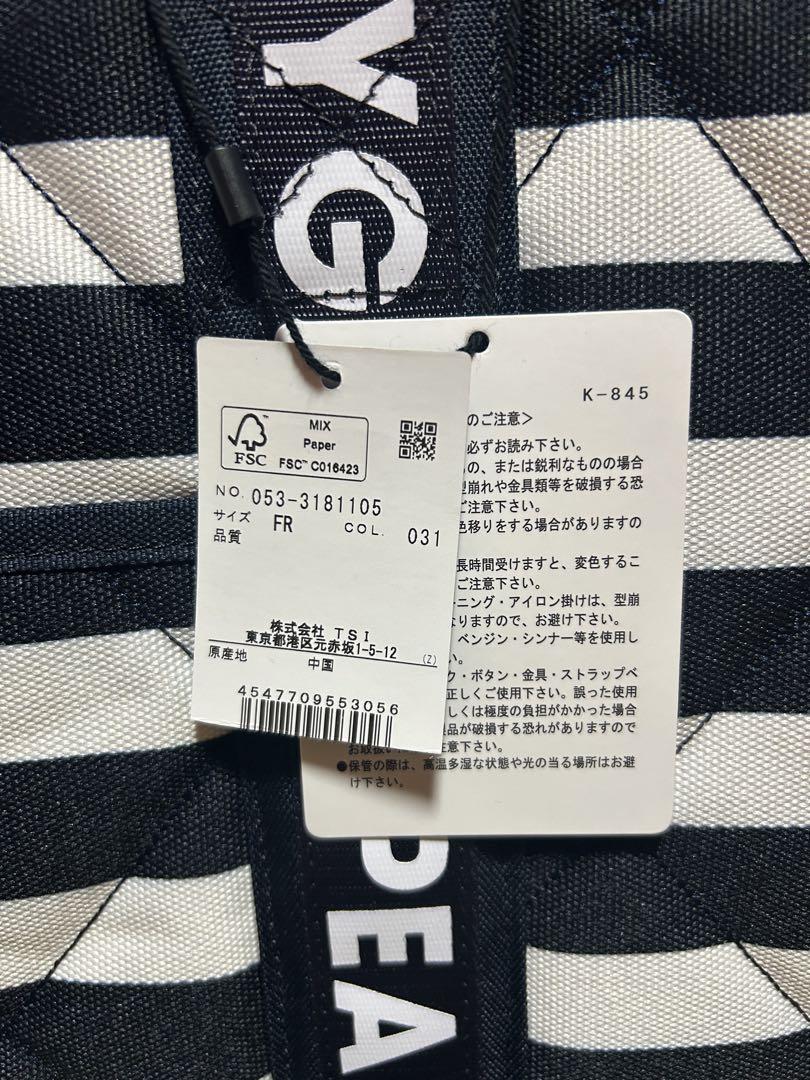 Y G
K-845
のご注意＞
必ずお読み下さい。
の、または鋭利なものの場合
型崩れや金具類等を破損する恐
ご注意下さい。
色移りをする場合がありますの
長時間受けますと、変色するこ
ご注意下さい。
ーニング・アイロン掛けは、型崩
なりますので、お避け下さい。
ベンジン・シンナー等を使用し
い。
ク・ボタン・金具・ストラップベ
正しくご使用下さい。誤った使用
しくは極度の負担がかかった場合
品が破損する恐れがありますので
お取扱い
注意下さい。
●保管の際は、高温多湿な状態や光の当る場所はお避
け下さい。
FSC
MIX
Paper
FSC™ C016423
NO. 053-3181105
サイズ FR COL. 031
品質
株式会社 TSI
東京都港区元赤坂1-5-12 (Z)
原産地 中国
4547709553056
PEA